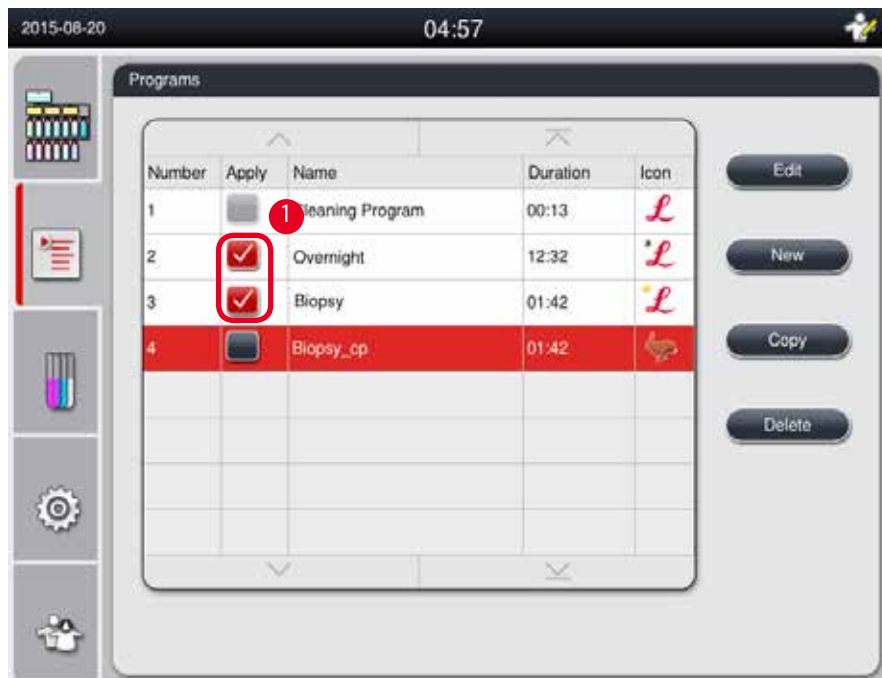 2015-08-20 04:57
Programs
Number Apply Name Duration Icon
1 Cleaning Program 00:13 L
1
2 Overnight 12:32 L
3 Biopsy 01:42 L
4 Biopsy_cp 01:42
Edit
New
Copy
Delete